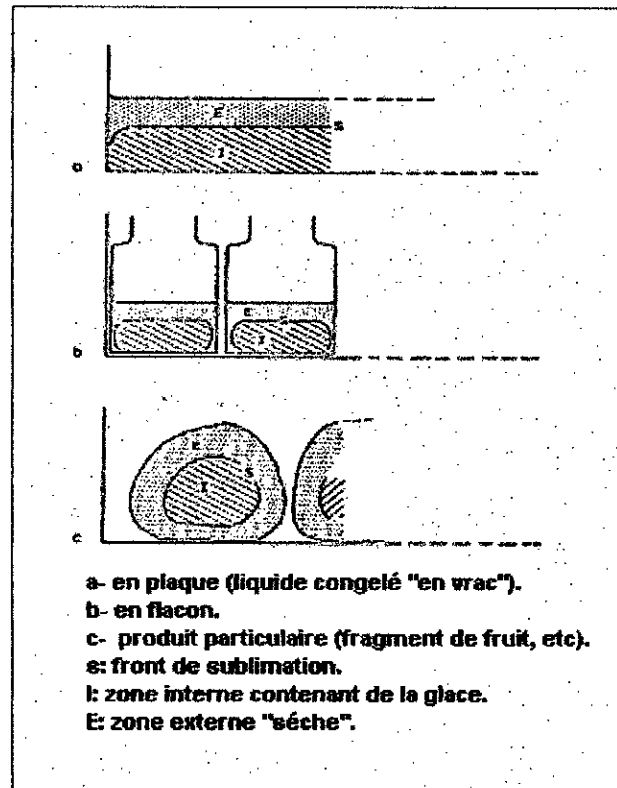 E
S
a
I
b
E
S
I
c
E
S
I
a- en plaque (liquide congelé "en vrac").
b- en flacon.
c- produit particulaire (fragment de fruit, etc).
s: front de sublimation.
I: zone interne contenant de la glace.
E: zone externe "séche".